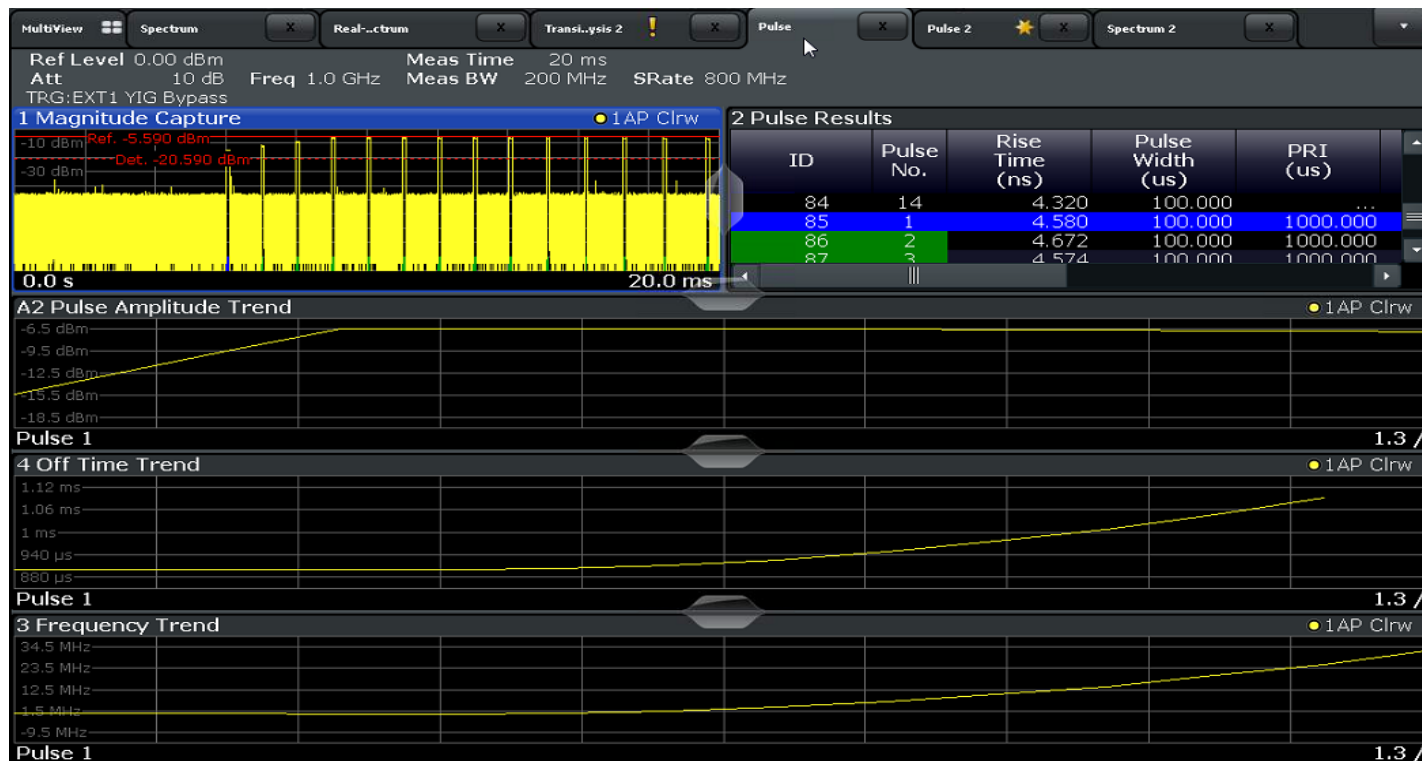 MultiView Spectrum X Real-..ctrum X Transi..ysis 2 ! X Pulse X Pulse 2 X Spectrum 2 X
Ref Level 0.00 dBm Meas Time 20 ms
Att 10 dB Freq 1.0 GHz Meas BW 200 MHz SRate 800 MHz
TRG:EXT1 YIG Bypass
1 Magnitude Capture 1AP Clrw
-10 dBm Ref. -5.590 dBm
Det. -20.590 dBm
-30 dBm
0.0 s 20.0 ms
2 Pulse Results
ID Pulse No. Rise Time (ns) Pulse Width (us) PRI (us)
84 14 4.320 100.000 ...
85 1 4.580 100.000 1000.000
86 2 4.672 100.000 1000.000
87 3 4.574 100.000 1000.000
A2 Pulse Amplitude Trend 1AP Clrw
-6.5 dBm
-9.5 dBm
-12.5 dBm
-15.5 dBm
-18.5 dBm
Pulse 1 1.3 /
4 Off Time Trend 1AP Clrw
1.12 ms
1.06 ms
1 ms
940 µs
880 µs
Pulse 1 1.3 /
3 Frequency Trend 1AP Clrw
34.5 MHz
23.5 MHz
12.5 MHz
1.5 MHz
-9.5 MHz
Pulse 1 1.3 /